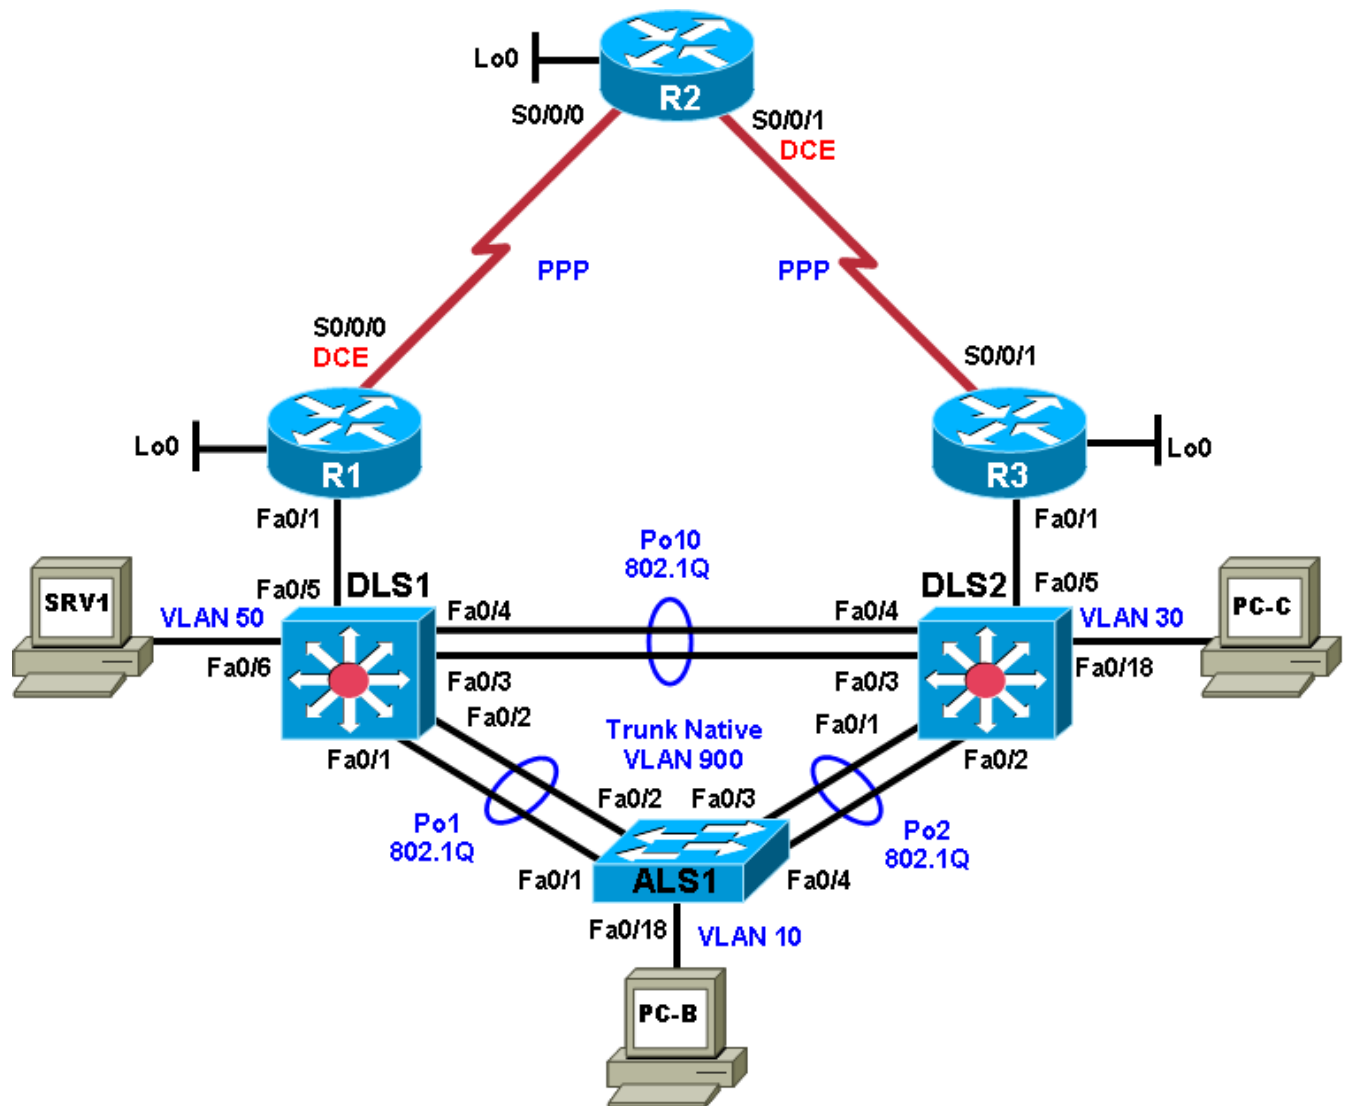 Lo0
R2
S0/0/0
S0/0/1
DCE
PPP
PPP
S0/0/0
DCE
S0/0/1
Lo0
R1
R3
Lo0
Fa0/1
Fa0/1
Po10
802.1Q
SRV1
VLAN 50
Fa0/5
DLS1
Fa0/4
Fa0/4
DLS2
Fa0/5
VLAN 30
PC-C
Fa0/6
Fa0/3
Fa0/3
Fa0/18
Fa0/2
Trunk Native
VLAN 900
Fa0/1
Fa0/1
Fa0/2
Fa0/2
Fa0/3
Po1
802.1Q
Po2
802.1Q
Fa0/1
ALS1
Fa0/4
Fa0/18
VLAN 10
PC-B